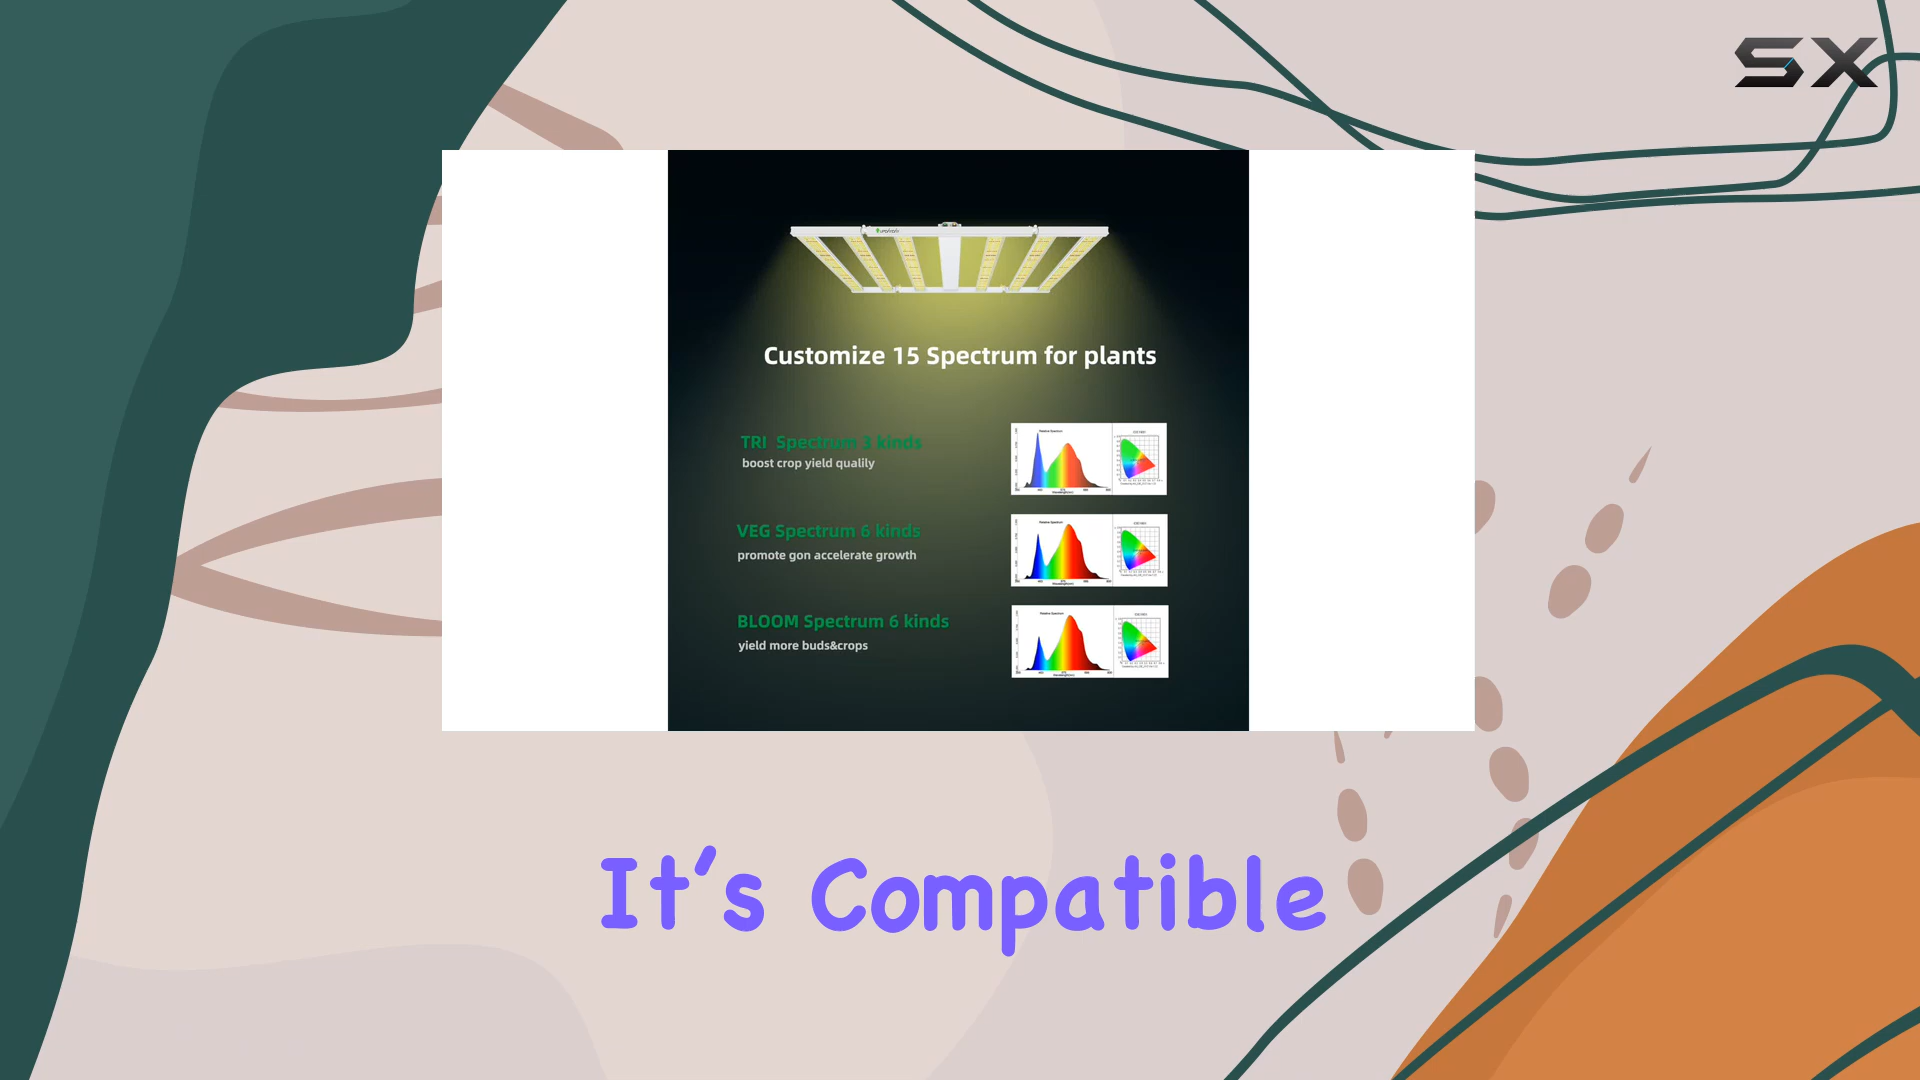 SX
Customize 15 Spectrum for plants
TRI Spectrum 3 kinds
boost crop yield qualily
VEG Spectrum 6 kinds
promote gon accelerate growth
BLOOM Spectrum 6 kinds
yield more buds&crops
It's Compatible